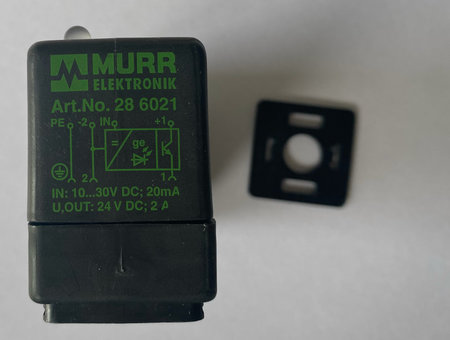 MURR
ELEKTRONIK
Art.No. 28 6021
PE -2 IN +1
= ge
2 1
IN: 10...30V DC; 20mA
U,OUT: 24 V DC; 2 A